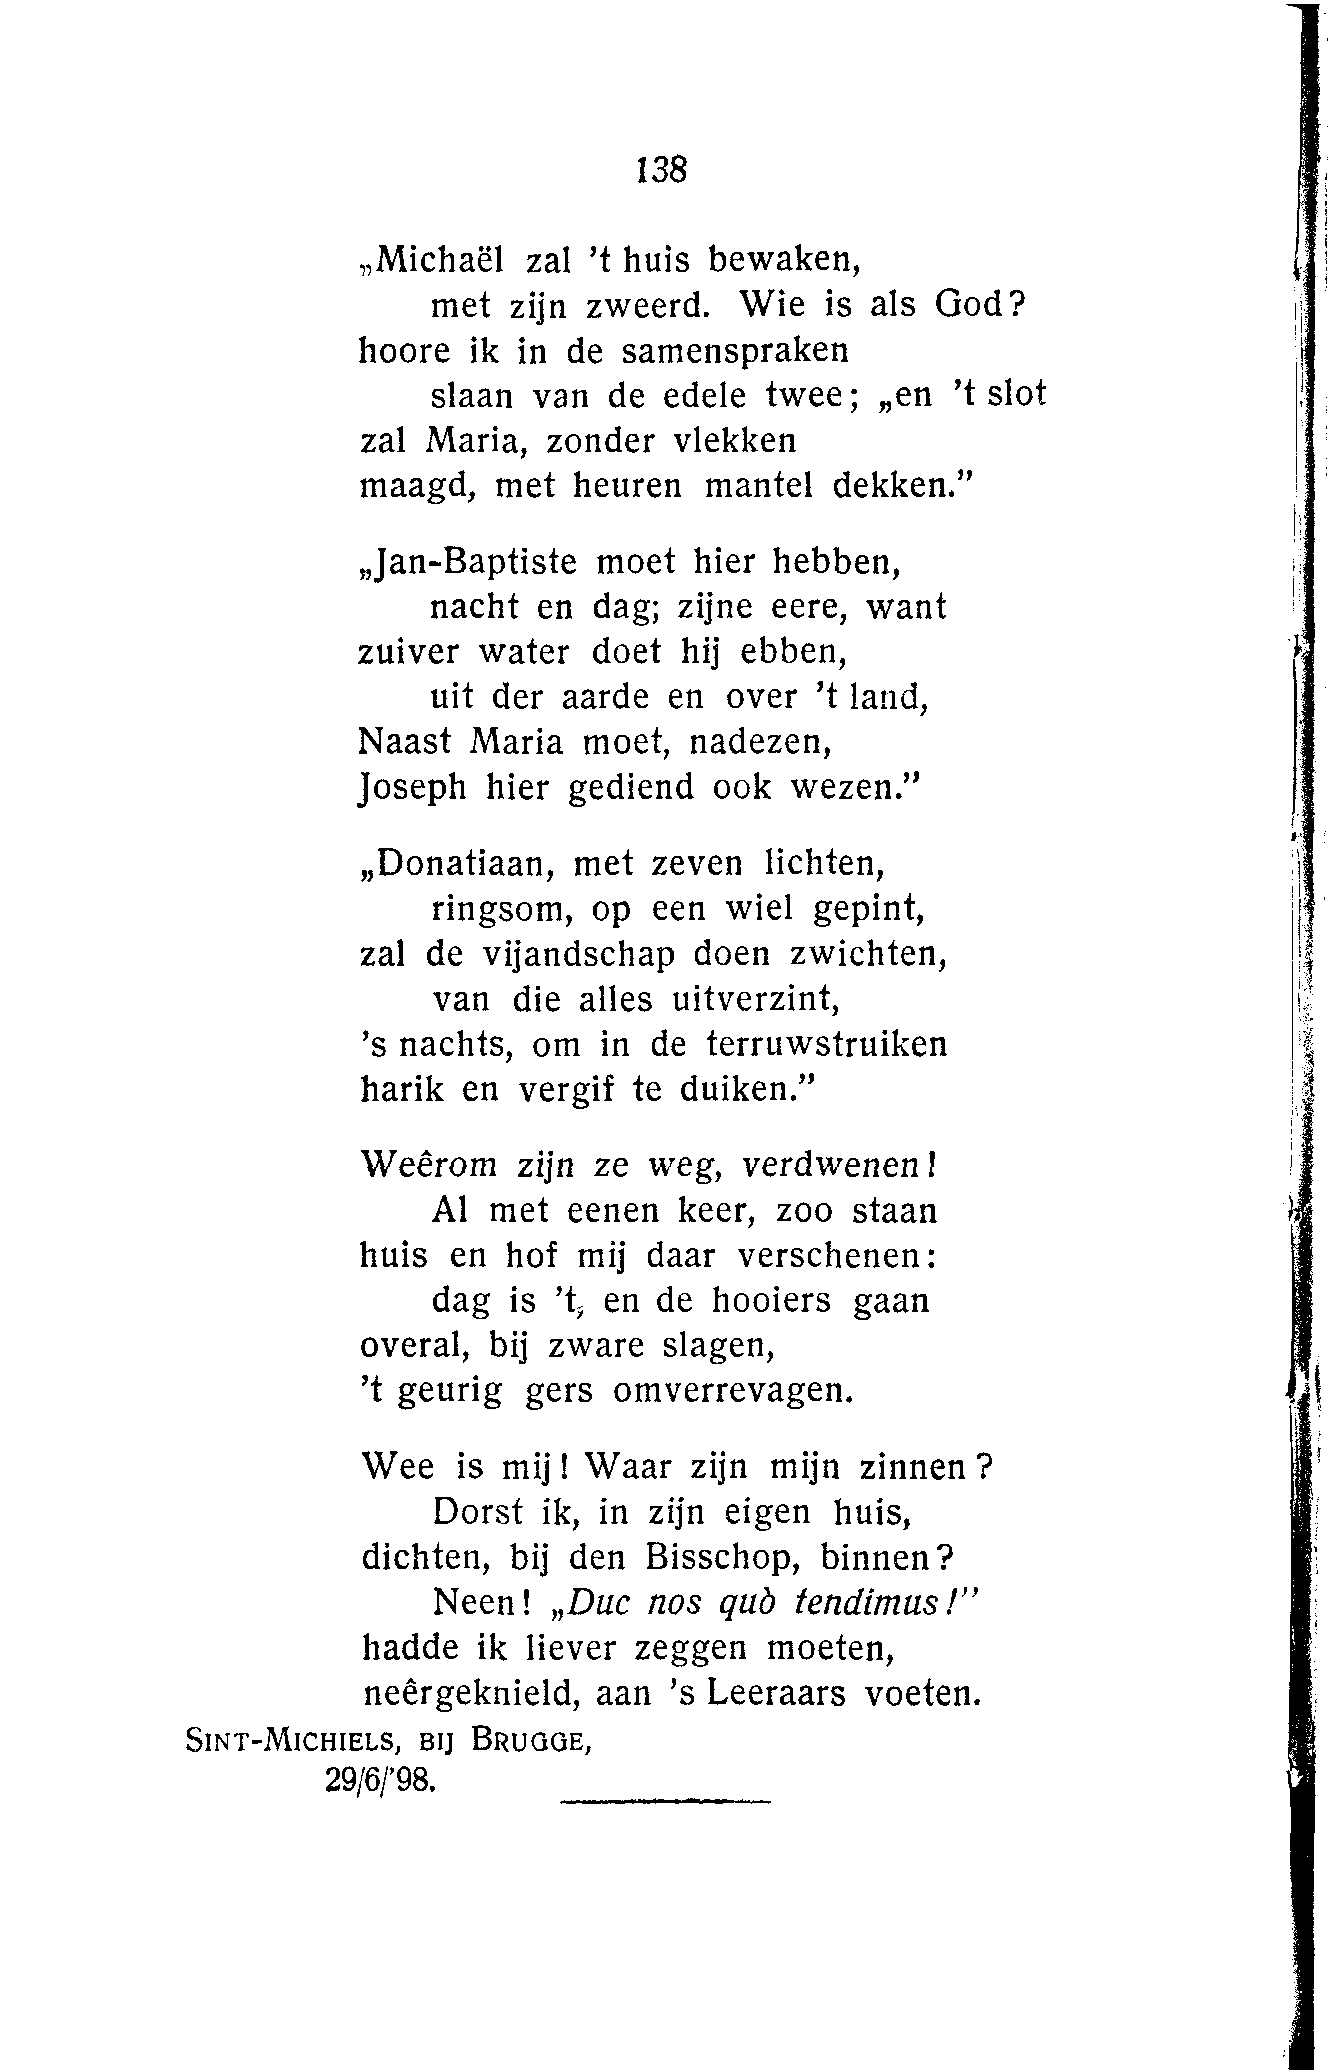 138
„Michaël zal ’t huis bewaken,
met zijn zweerd. Wie is als God?
hoore ik in de samenspraken
slaan van de edele twee; „en ’t slot
zal Maria, zonder vlekken
maagd, met heuren mantel dekken.”
„Jan-Baptiste moet hier hebben,
nacht en dag; zijne eere, want
zuiver water doet hij ebben,
uit der aarde en over ’t land,
Naast Maria moet, nadezen,
Joseph hier gediend ook wezen.”
„Donatiaan, met zeven lichten,
ringsom, op een wiel gepint,
zal de vijandschap doen zwichten,
van die alles uitverzint,
’s nachts, om in de terruwstruiken
harik en vergif te duiken.”
Weêrom zijn ze weg, verdwenen!
Al met eenen keer, zoo staan
huis en hof mij daar verschenen:
dag is ’t, en de hooiers gaan
overal, bij zware slagen,
’t geurig gers omverrevagen.
Wee is mij! Waar zijn mijn zinnen?
Dorst ik, in zijn eigen huis,
dichten, bij den Bisschop, binnen?
Neen! „Duc nos quò tendimus!”
hadde ik liever zeggen moeten,
neêrgeknield, aan ’s Leeraars voeten.
SINT-MICHIELS, BIJ BRUGGE,
29/6/’98.